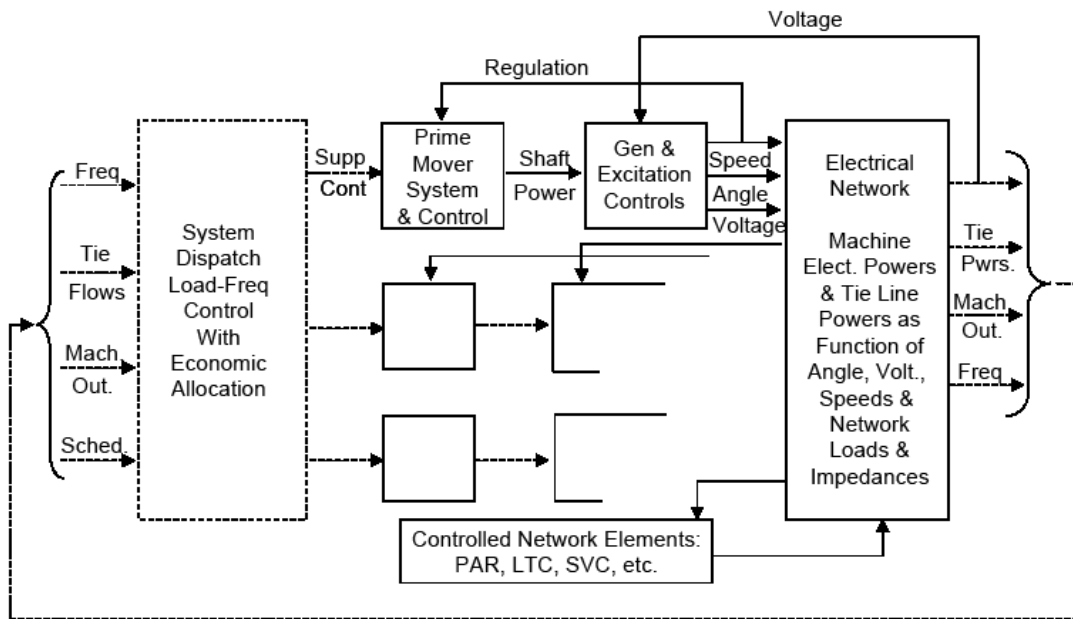 Voltage
Regulation
Freq
Tie
Flows
Mach
Out.
Sched.
System
Dispatch
Load-Freq
Control
With
Economic
Allocation
Supp
Cont
Prime
Mover
System
& Control
Shaft
Power
Gen &
Excitation
Controls
Speed
Angle
Voltage
Electrical
Network
Machine
Elect. Powers
& Tie Line
Powers as
Function of
Angle, Volt.,
Speeds &
Network
Loads &
Impedances
Tie
Pwrs.
Mach
Out.
Freq
Controlled Network Elements:
PAR, LTC, SVC, etc.